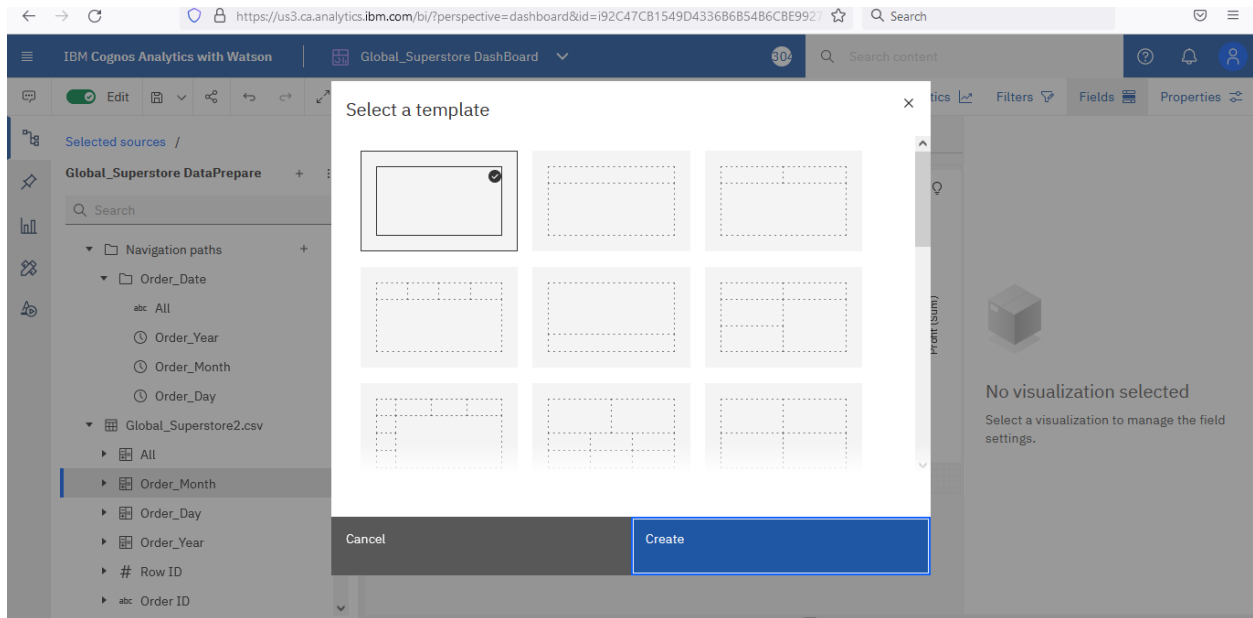 https://us3.ca.analytics.ibm.com/bi/?perspective=dashboard&id=i92C47CB1549D4336B6B54B6CBE9927
Search
IBM Cognos Analytics with Watson
Global_Superstore DashBoard
304
Search content
Edit
tics
Filters
Fields
Properties
Select a template
Selected sources /
Global_Superstore DataPrepare
Search
Navigation paths
Order_Date
abc All
Order_Year
Order_Month
Order_Day
Global_Superstore2.csv
All
Order_Month
Order_Day
Order_Year
# Row ID
abc Order ID
Profit (Sum)
No visualization selected
Select a visualization to manage the field
settings.
Cancel
Create